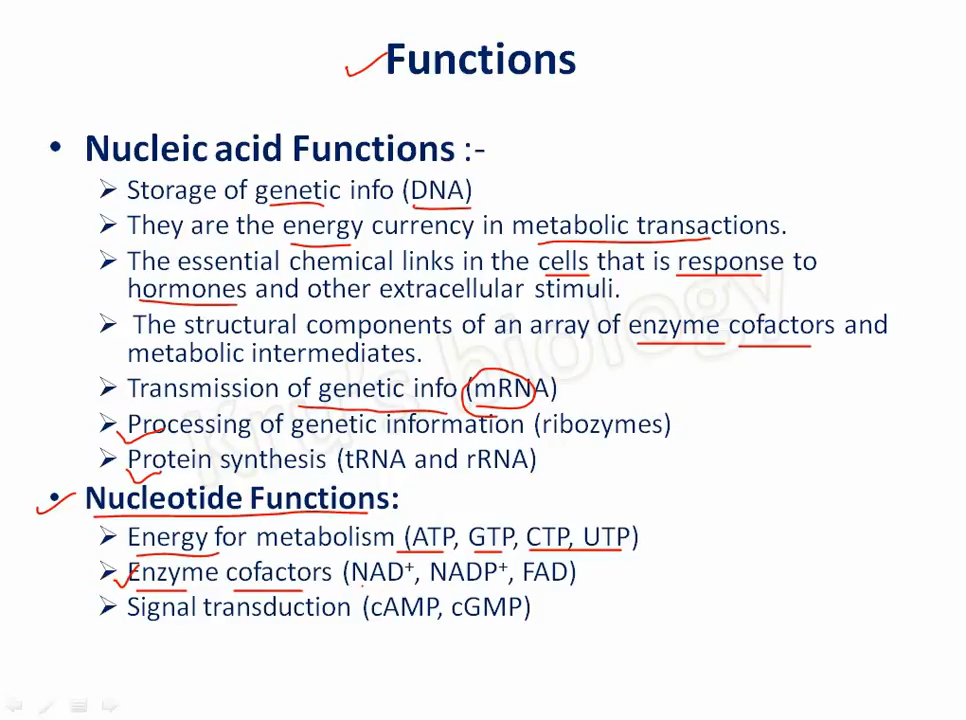 Functions
• Nucleic acid Functions :-
➢ Storage of genetic info (DNA)
➢ They are the energy currency in metabolic transactions.
➢ The essential chemical links in the cells that is response to
hormones and other extracellular stimuli.
➢ The structural components of an array of enzyme cofactors and
metabolic intermediates.
➢ Transmission of genetic info (mRNA)
➢ Processing of genetic information (ribozymes)
➢ Protein synthesis (tRNA and rRNA)
• Nucleotide Functions:
➢ Energy for metabolism (ATP, GTP, CTP, UTP)
➢ Enzyme cofactors (NAD⁺, NADP⁺, FAD)
➢ Signal transduction (cAMP, cGMP)
Kru's biology